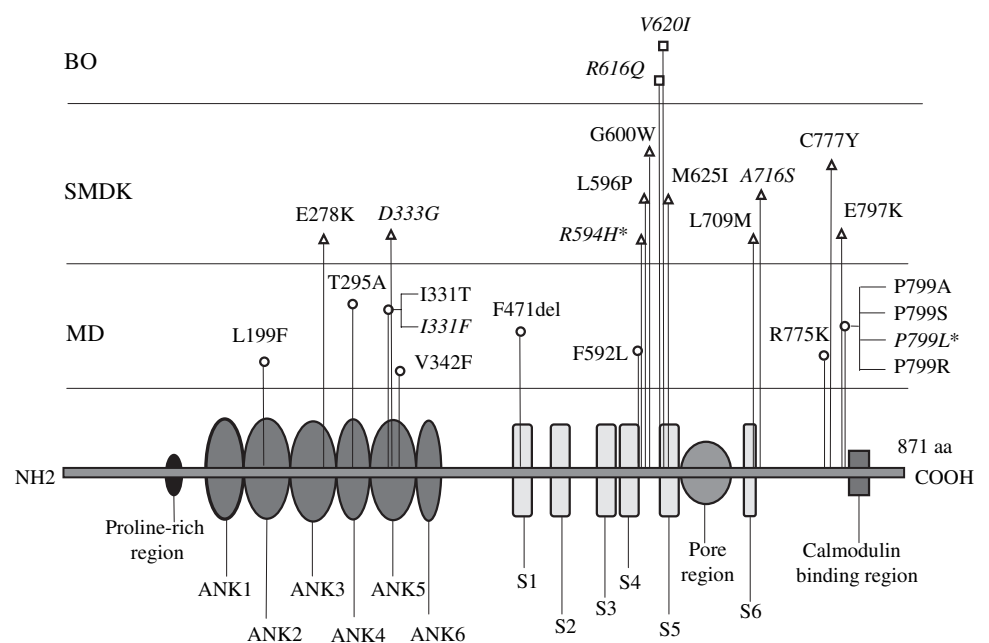 V620I
BO
R616Q
G600W
C777Y
L596P
M625I
A716S
SMDK
E278K
D333G
R594H*
L709M
E797K
T295A
I331T
I331F
P799A
P799S
P799L*
P799R
F471del
MD
L199F
V342F
F592L
R775K
871 aa
NH2
COOH
Proline-rich
region
Pore
region
Calmodulin
binding region
ANK1
ANK3
ANK5
S1
S4
S3
S6
S2
S5
ANK2
ANK4
ANK6